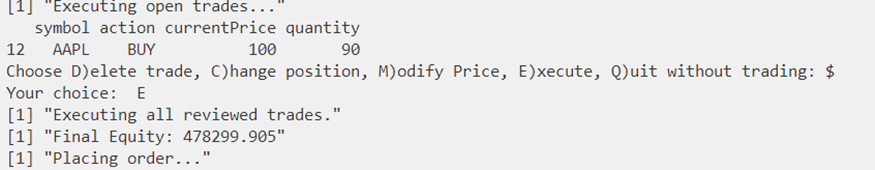 [1] "Executing open trades..."
symbol action currentPrice quantity
12 AAPL BUY 100 90
Choose D)elete trade, C)hange position, M)odify Price, E)xecute, Q)uit without trading: $
Your choice: E
[1] "Executing all reviewed trades."
[1] "Final Equity: 478299.905"
[1] "Placing order..."